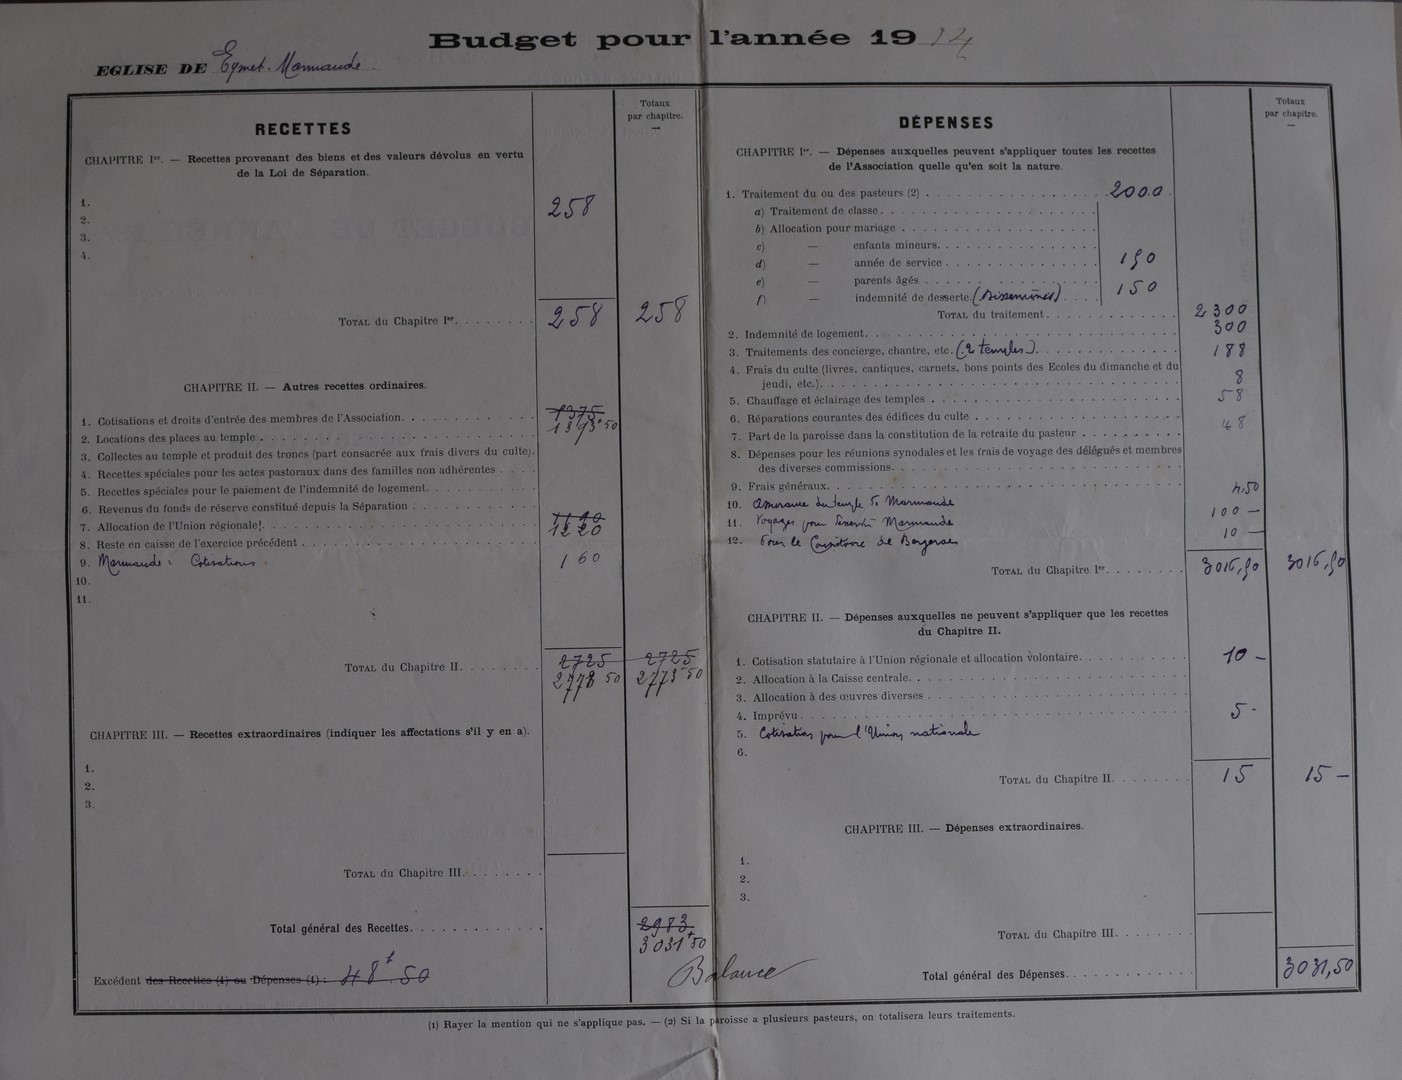 Budget pour l'année 1914
EGLISE DE Eymet-Marmande.
RECETTES
Totaux
par chapitre.
CHAPITRE Ier. — Recettes provenant des biens et des valeurs dévolus en vertu
de la Loi de Séparation.
1.
258
2.
3.
4.
TOTAL du Chapitre Ier. 258 258
CHAPITRE II. — Autres recettes ordinaires.
1375
1. Cotisations et droits d'entrée des membres de l'Association. 1393f50
2. Locations des places au temple
3. Collectes au temple et produit des troncs (part consacrée aux frais divers du culte).
4. Recettes spéciales pour les actes pastoraux dans des familles non adhérentes
5. Recettes spéciales pour le paiement de l'indemnité de logement.
6. Revenus du fonds de réserve constitué depuis la Séparation
1190
7. Allocation de l'Union régionale. 1220
8. Reste en caisse de l'exercice précédent
9. Marmande : Cotisations. 160
10.
11.
TOTAL du Chapitre II. 2725 2725
2773 50 2773f50
CHAPITRE III. — Recettes extraordinaires (indiquer les affectations s'il y en a).
1.
2.
3.
TOTAL du Chapitre III.
Total général des Recettes. 2983
3031f50
Excédent des Recettes (1) ou Dépenses (1) : 48f.50
Balance
DÉPENSES
Totaux
par chapitre.
CHAPITRE Ier. — Dépenses auxquelles peuvent s'appliquer toutes les recettes
de l'Association quelle qu'en soit la nature.
1. Traitement du ou des pasteurs (2) 2000
a) Traitement de classe.
b) Allocation pour mariage
c) — enfants mineurs.
d) — année de service 150
e) — parents âgés
f) — indemnité de desserte. (Disséminés) 150
TOTAL du traitement. 2300
2. Indemnité de logement. 300
3. Traitements des concierge, chantre, etc. (2 temples). 188
4. Frais du culte (livres, cantiques, carnets, bons points des Ecoles du dimanche et du
jeudi, etc.). 8
5. Chauffage et éclairage des temples 58
6. Réparations courantes des édifices du culte 48
7. Part de la paroisse dans la constitution de la retraite du pasteur
8. Dépenses pour les réunions synodales et les frais de voyage des délégués et membres
des diverses commissions.
9. Frais généraux.
10. Assurance du temple de Marmande 4,50
11. Voyages pour desservir Marmande 100 —
12. Pour le Consistoire de Bergerac 10 —
TOTAL du Chapitre Ier. 3016,50 3016,50
CHAPITRE II. — Dépenses auxquelles ne peuvent s'appliquer que les recettes
du Chapitre II.
1. Cotisation statutaire à l'Union régionale et allocation volontaire. 10 —
2. Allocation à la Caisse centrale.
3. Allocation à des œuvres diverses
4. Imprévu 5 -
5. Cotisation pour l'Union nationale
6.
TOTAL du Chapitre II. 15 15 —
CHAPITRE III. — Dépenses extraordinaires.
1.
2.
3.
TOTAL du Chapitre III.
Total général des Dépenses. 3031,50
(1) Rayer la mention qui ne s'applique pas. — (2) Si la paroisse a plusieurs pasteurs, on totalisera leurs traitements.